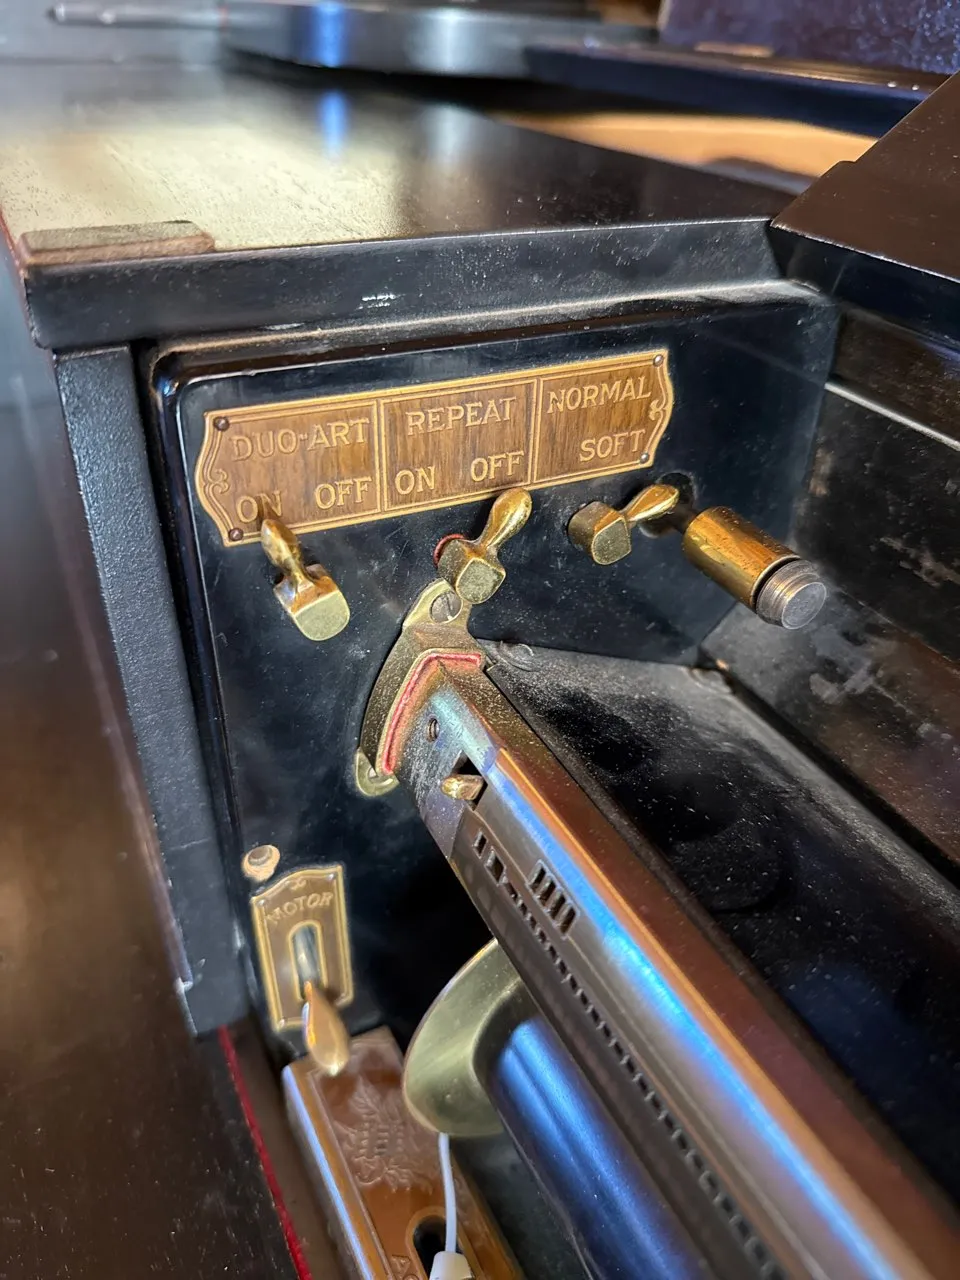 DUO-ART REPEAT NORMAL
ON OFF ON OFF SOFT
MOTOR